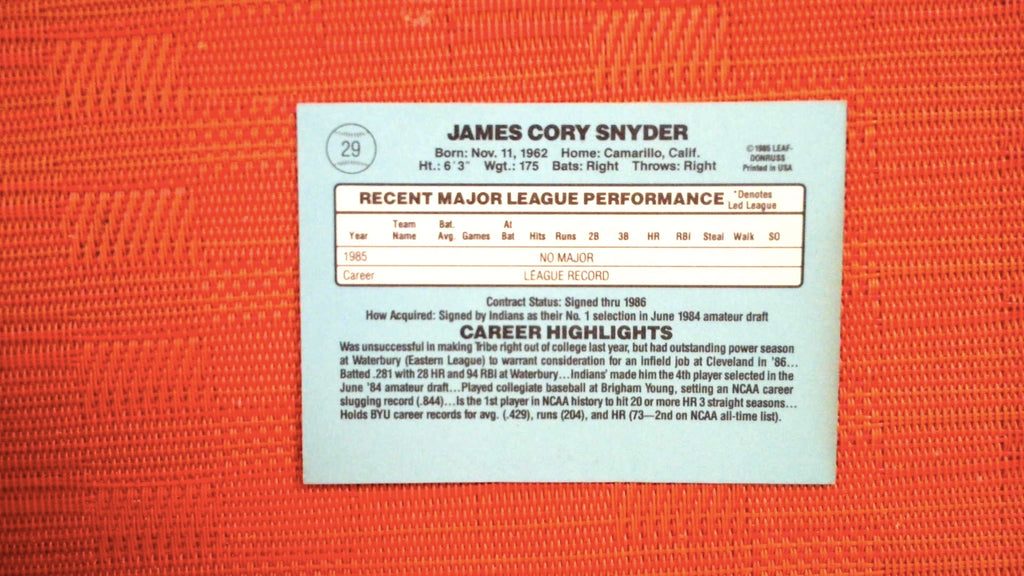 29
JAMES CORY SNYDER
Born: Nov. 11, 1962 Home: Camarillo, Calif.
Ht.: 6'3" Wgt.: 175 Bats: Right Throws: Right
© 1985 LEAF-
DONRUSS
Printed in USA
RECENT MAJOR LEAGUE PERFORMANCE
*Denotes
Led League
Year Team Name Bat. Avg. Games At Bat Hits Runs 2B 3B HR RBI Steal Walk SO
1985 NO MAJOR
Career LEAGUE RECORD
Contract Status: Signed thru 1986
How Acquired: Signed by Indians as their No. 1 selection in June 1984 amateur draft
CAREER HIGHLIGHTS
Was unsuccessful in making Tribe right out of college last year, but had outstanding power season
at Waterbury (Eastern League) to warrant consideration for an infield job at Cleveland in '86...
Batted .281 with 28 HR and 94 RBI at Waterbury...Indians' made him the 4th player selected in the
June '84 amateur draft...Played collegiate baseball at Brigham Young, setting an NCAA career
slugging record (.844)...Is the 1st player in NCAA history to hit 20 or more HR 3 straight seasons...
Holds BYU career records for avg. (.429), runs (204), and HR (73—2nd on NCAA all-time list).